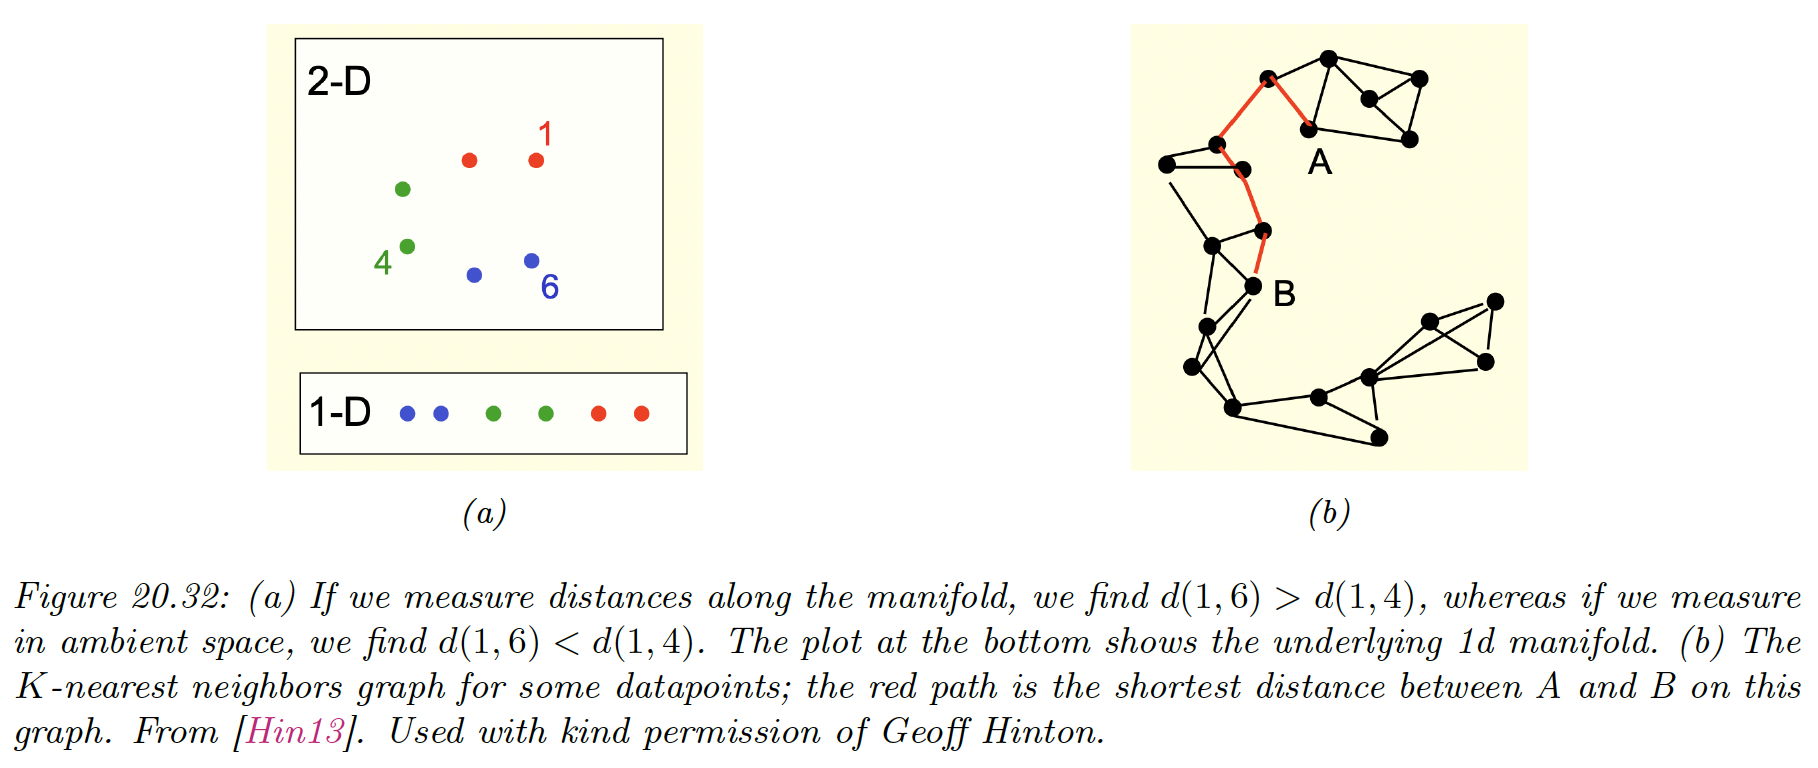 2-D
1
4
6
1-D
A
B
(a)
(b)
Figure 20.32: (a) If we measure distances along the manifold, we find d(1, 6) > d(1, 4), whereas if we measure
in ambient space, we find d(1, 6) < d(1, 4). The plot at the bottom shows the underlying 1d manifold. (b) The
K-nearest neighbors graph for some datapoints; the red path is the shortest distance between A and B on this
graph. From [Hin13]. Used with kind permission of Geoff Hinton.